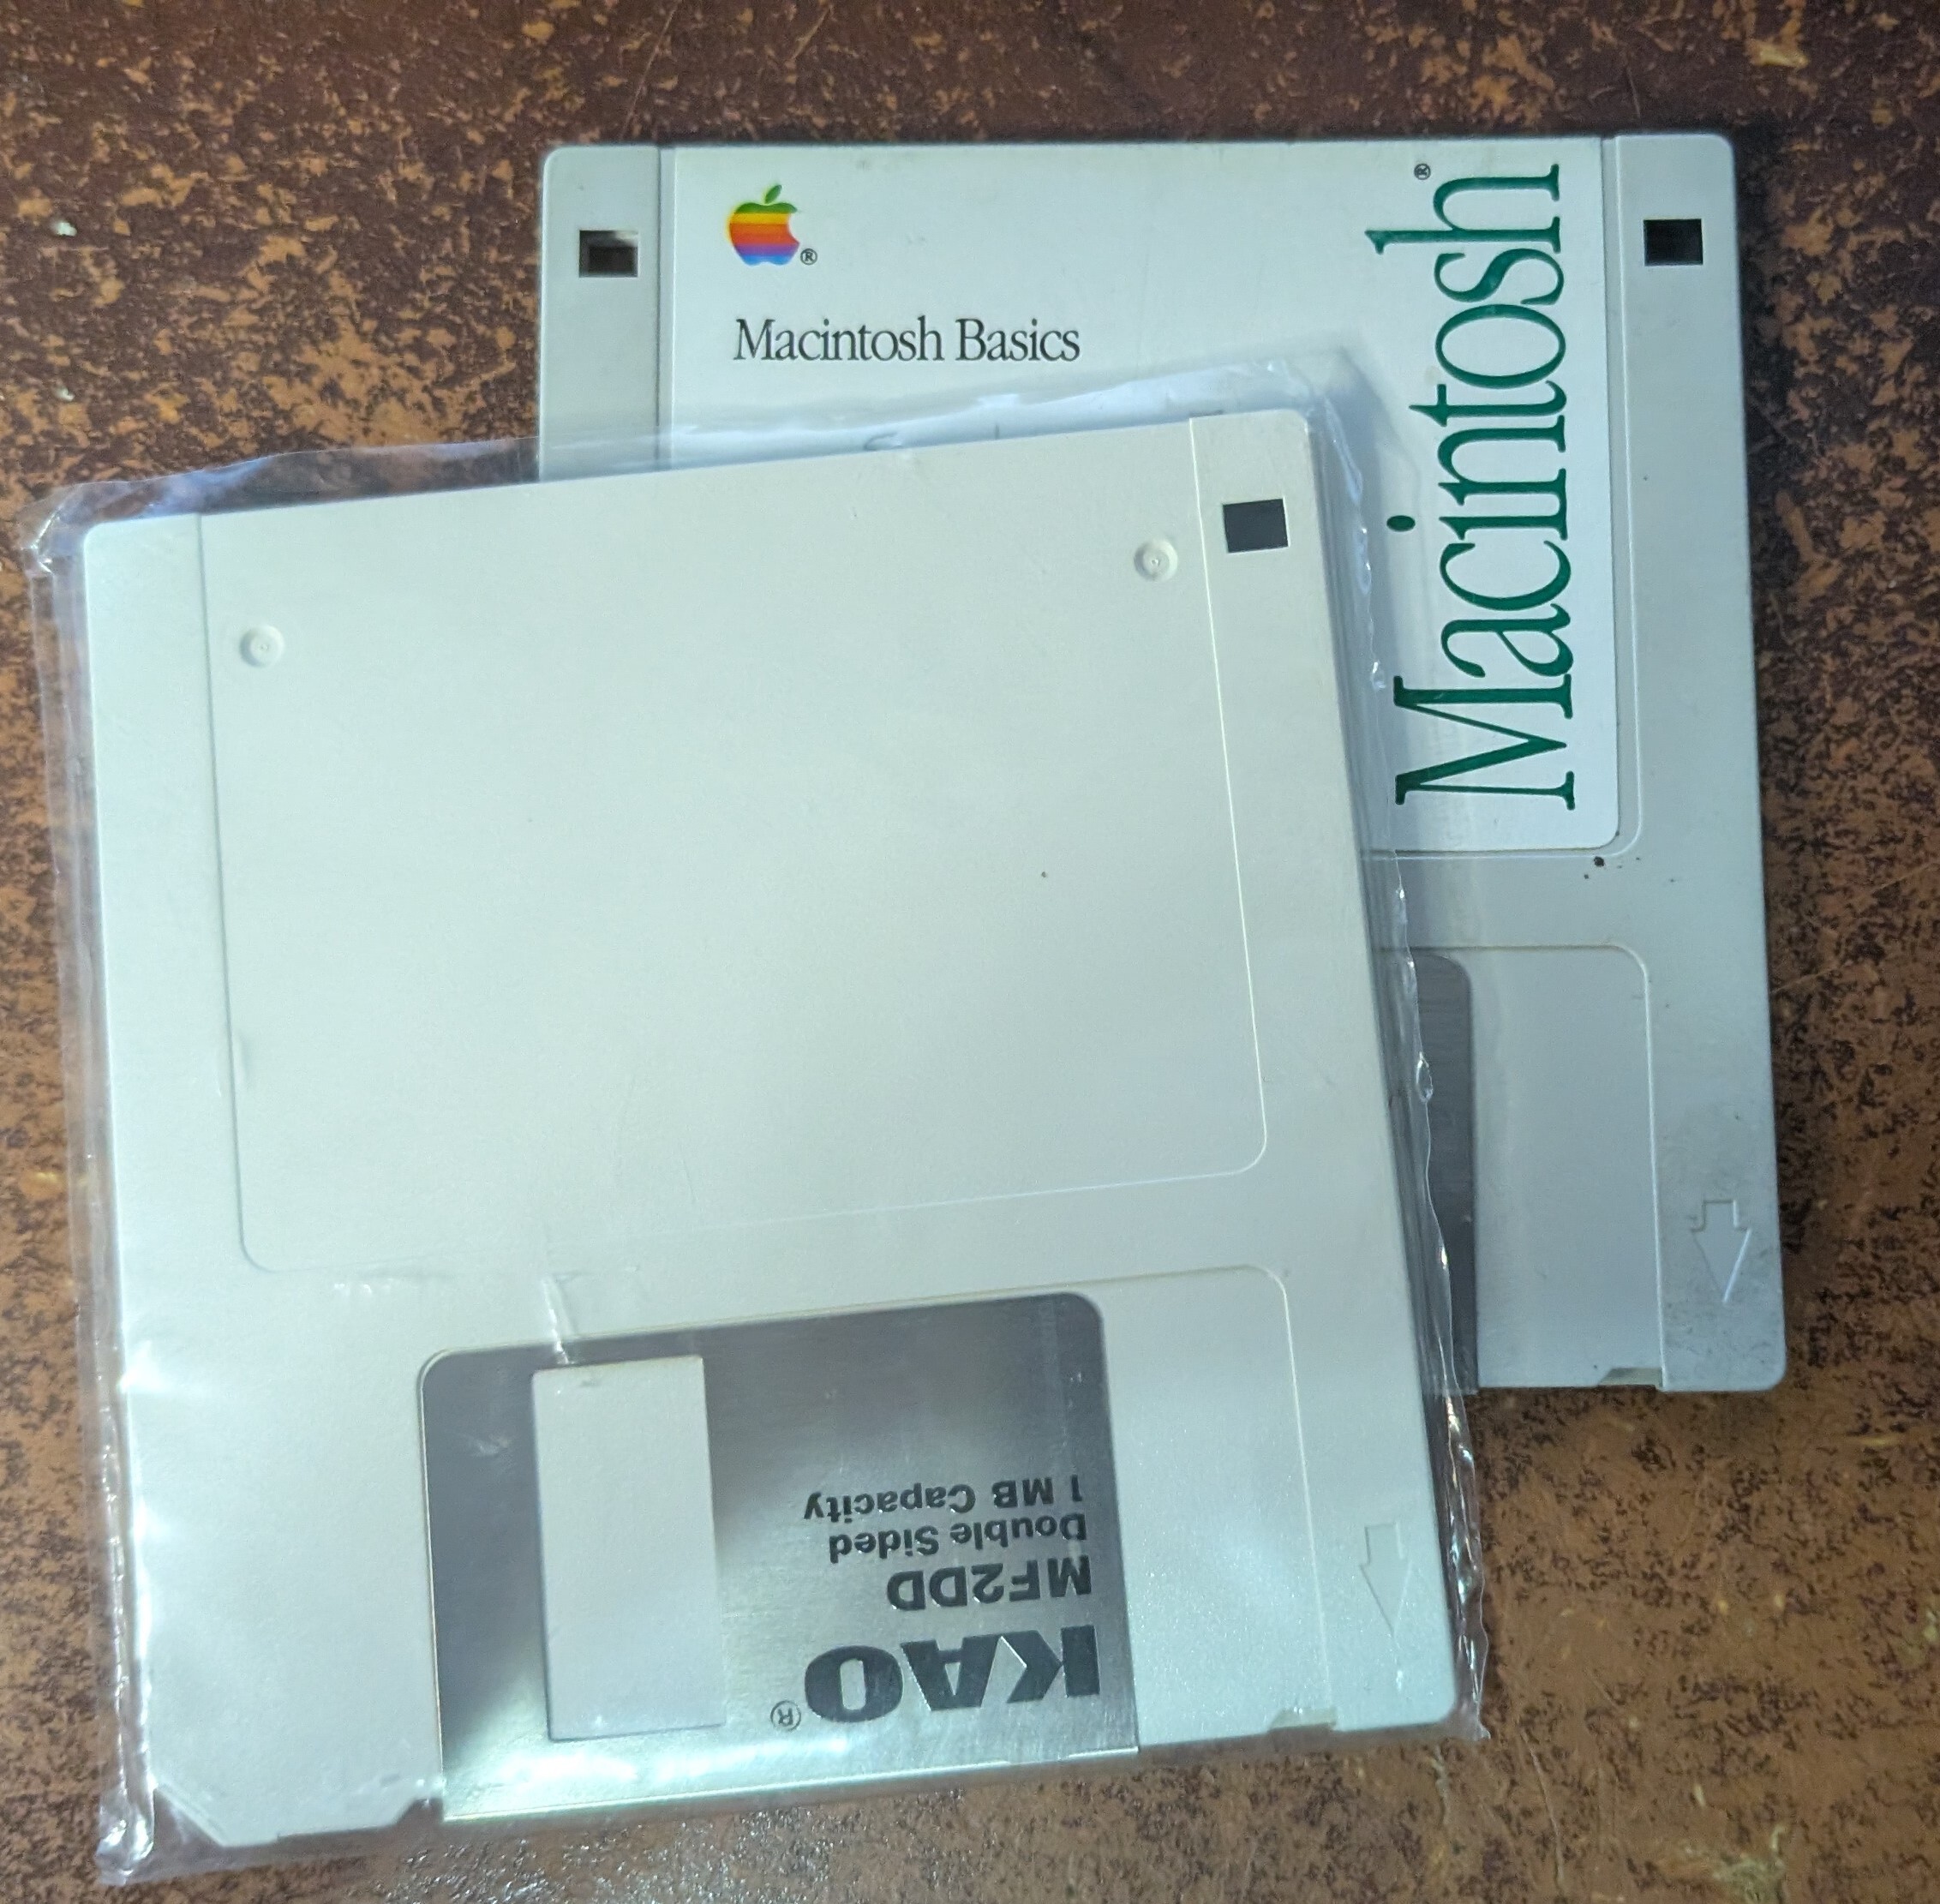 Macintosh Basics
Macintosh®
KAO®
MF2DD
Double Sided
1 MB Capacity